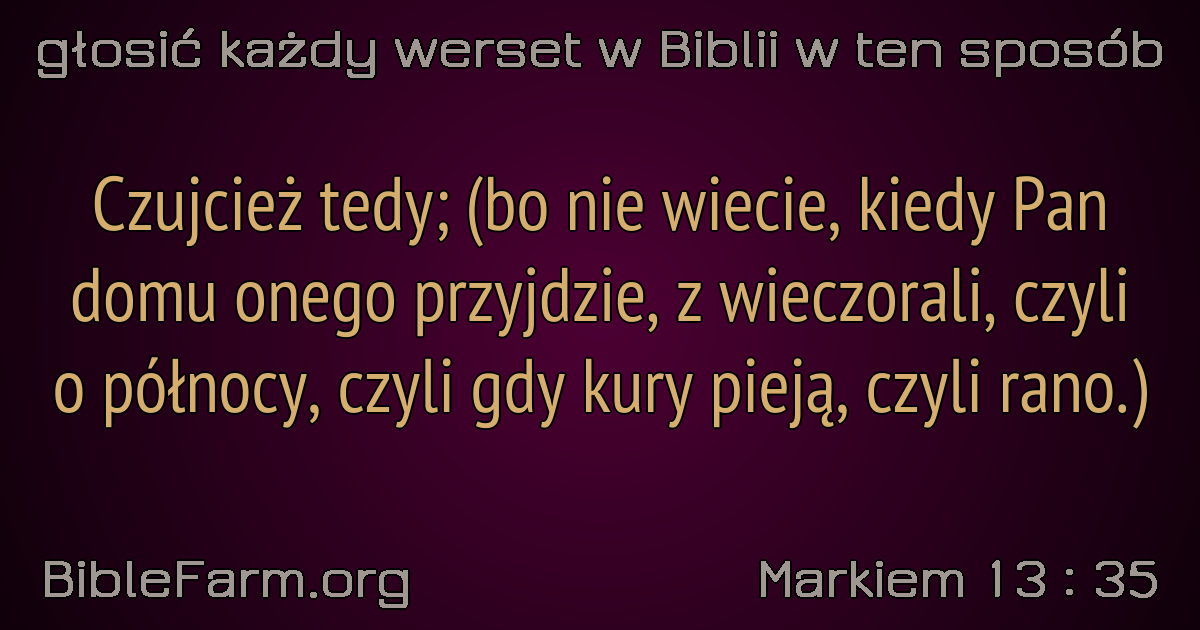 głosić każdy werset w Biblii w ten sposób
Czujcież tedy; (bo nie wiecie, kiedy Pan
domu onego przyjdzie, z wieczorali, czyli
o północy, czyli gdy kury pieją, czyli rano.)
BibleFarm.org
Markiem 13 : 35